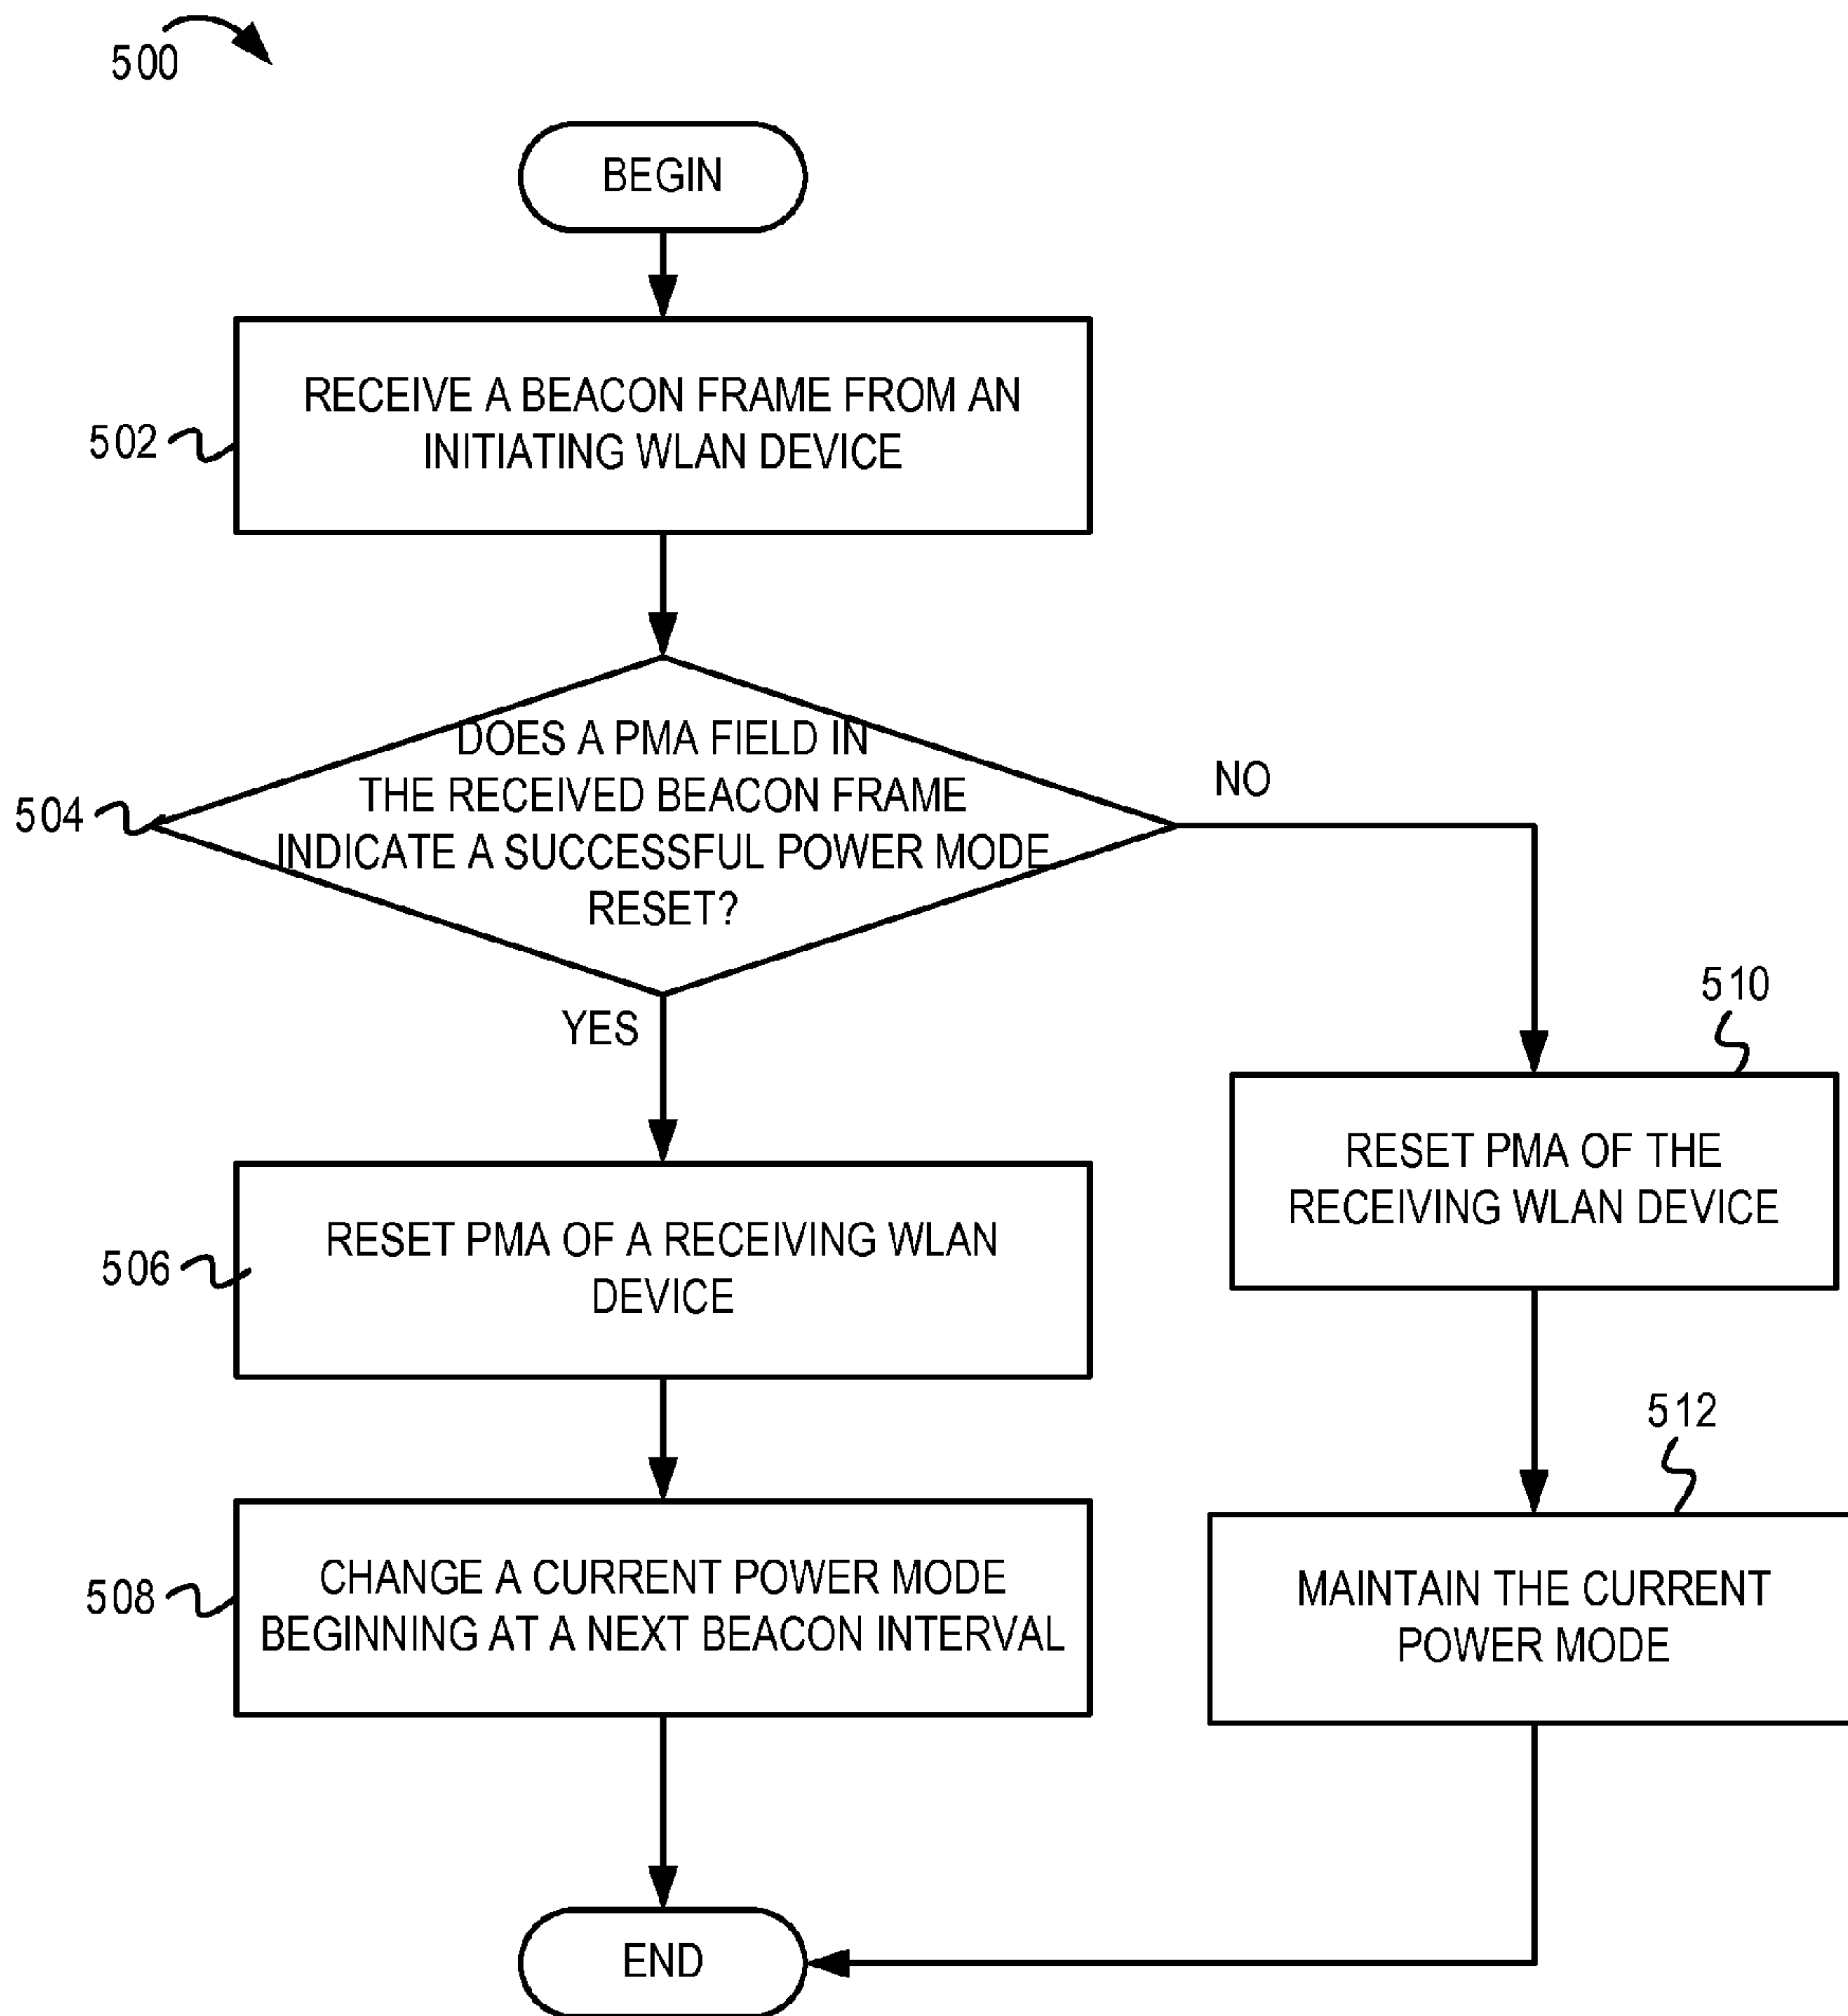 500
BEGIN
RECEIVE A BEACON FRAME FROM AN
INITIATING WLAN DEVICE
502
DOES A PMA FIELD IN
THE RECEIVED BEACON FRAME
INDICATE A SUCCESSFUL POWER MODE
RESET?
504
NO
YES
510
RESET PMA OF THE
RECEIVING WLAN DEVICE
RESET PMA OF A RECEIVING WLAN
DEVICE
506
512
CHANGE A CURRENT POWER MODE
BEGINNING AT A NEXT BEACON INTERVAL
508
MAINTAIN THE CURRENT
POWER MODE
END